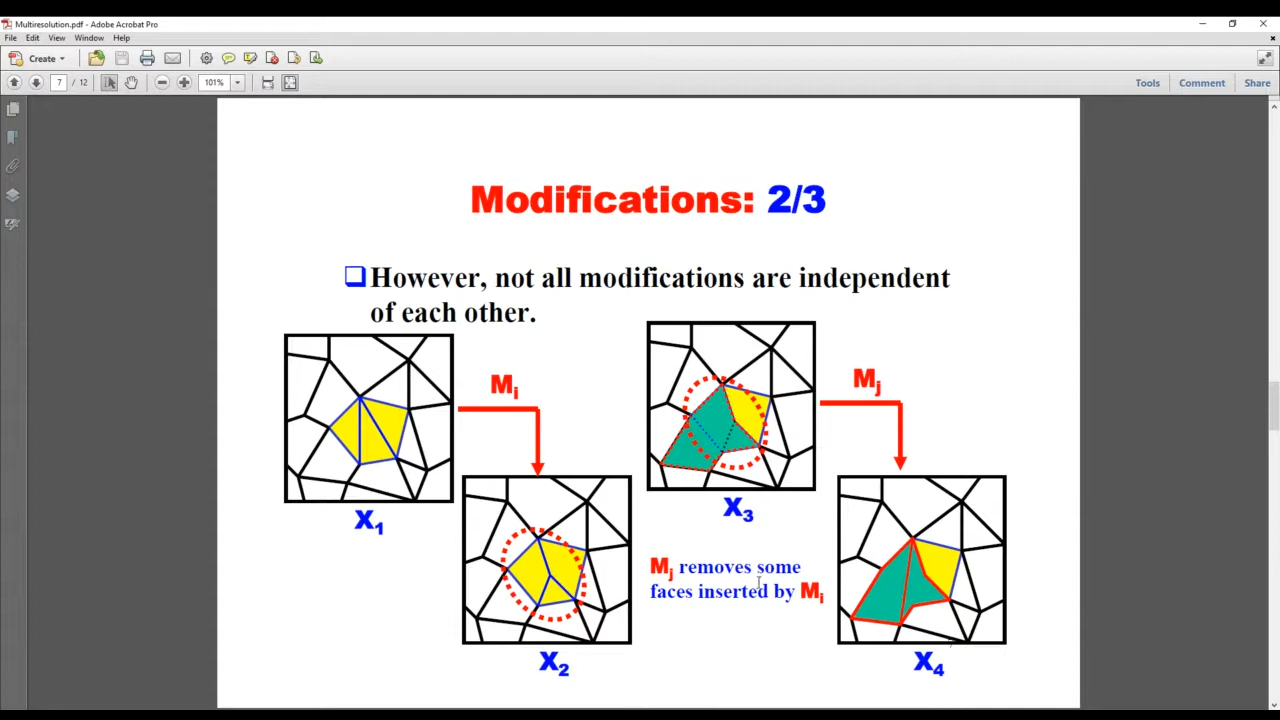 Multiresolution.pdf - Adobe Acrobat Pro
File Edit View Window Help
Create
7 / 12 101% Tools Comment Share
Modifications: 2/3
However, not all modifications are independent
of each other.
Mi
Mj
X1
X3
Mj removes some
faces inserted by Mi
X2
X4